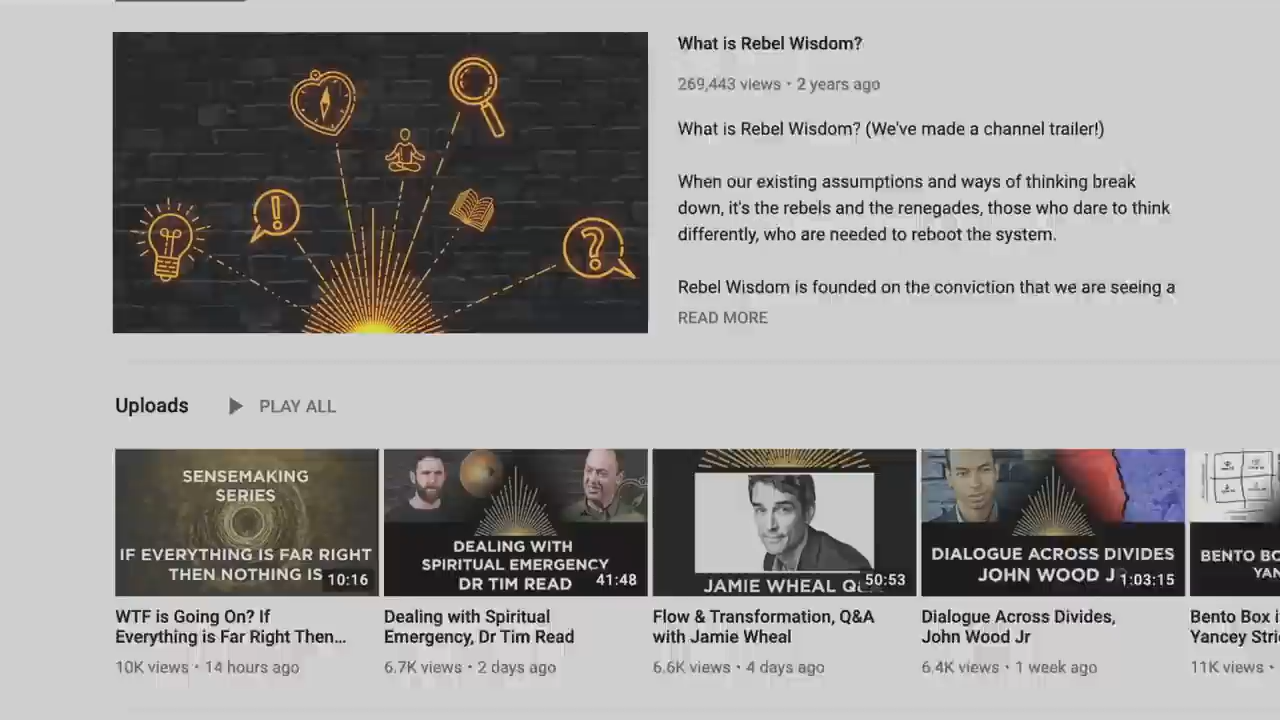 What is Rebel Wisdom?
269,443 views • 2 years ago
What is Rebel Wisdom? (We've made a channel trailer!)
When our existing assumptions and ways of thinking break
down, it's the rebels and the renegades, those who dare to think
differently, who are needed to reboot the system.
Rebel Wisdom is founded on the conviction that we are seeing a
READ MORE
Uploads
PLAY ALL
SENSEMAKING
SERIES
IF EVERYTHING IS FAR RIGHT
THEN NOTHING IS
10:16
WTF is Going On? If
Everything is Far Right Then...
10K views • 14 hours ago
DEALING WITH
SPIRITUAL EMERGENCY
DR TIM READ
41:48
Dealing with Spiritual
Emergency, Dr Tim Read
6.7K views • 2 days ago
JAMIE WHEAL
50:53
Flow & Transformation, Q&A
with Jamie Wheal
6.6K views • 4 days ago
DIALOGUE ACROSS DIVIDES
JOHN WOOD J
1:03:15
Dialogue Across Divides,
John Wood Jr
6.4K views • 1 week ago
BENTO BO
YAN
Bento Box i
Yancey Stri
11K views •